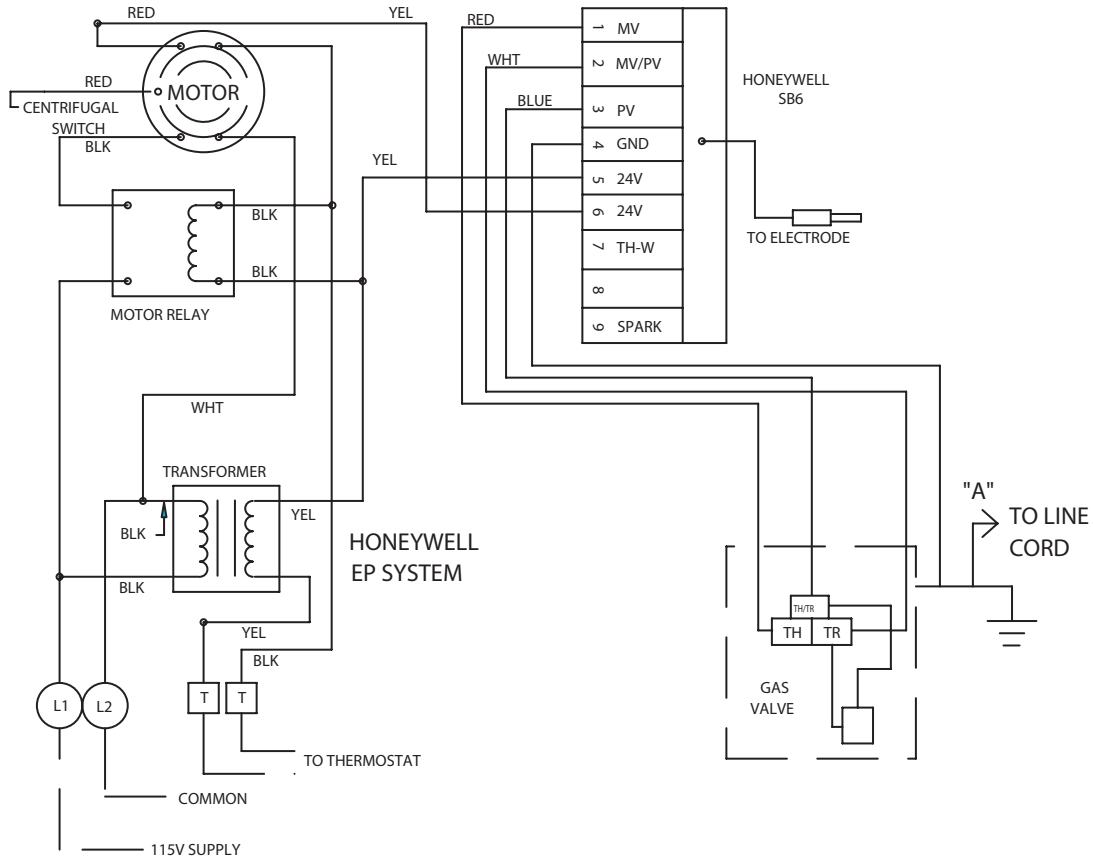 RED
YEL
RED
MOTOR
CENTRIFUGAL
SWITCH
BLK
RED
WHT
BLUE
1 MV
2 MV/PV
3 PV
4 GND
5 24V
6 24V
7 TH-W
8
9 SPARK
HONEYWELL
SB6
TO ELECTRODE
YEL
BLK
BLK
MOTOR RELAY
WHT
TRANSFORMER
BLK
YEL
BLK
HONEYWELL
EP SYSTEM
YEL
BLK
L1
L2
T
T
TO THERMOSTAT
COMMON
115V SUPPLY
"A"
TO LINE
CORD
TH/TR
TH
TR
GAS
VALVE